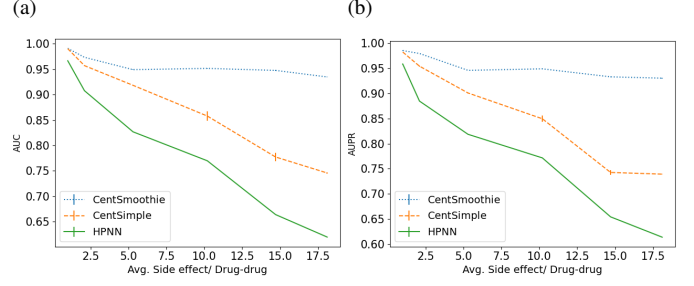 (a)
(b)
1.00
0.95
0.90
0.85
0.80
0.75
0.70
0.65
AUC
CentSmoothie
CentSimple
HPNN
2.5 5.0 7.5 10.0 12.5 15.0 17.5
Avg. Side effect/ Drug-drug
1.00
0.95
0.90
0.85
0.80
0.75
0.70
0.65
0.60
AUPR
CentSmoothie
CentSimple
HPNN
2.5 5.0 7.5 10.0 12.5 15.0 17.5
Avg. Side effect/ Drug-drug